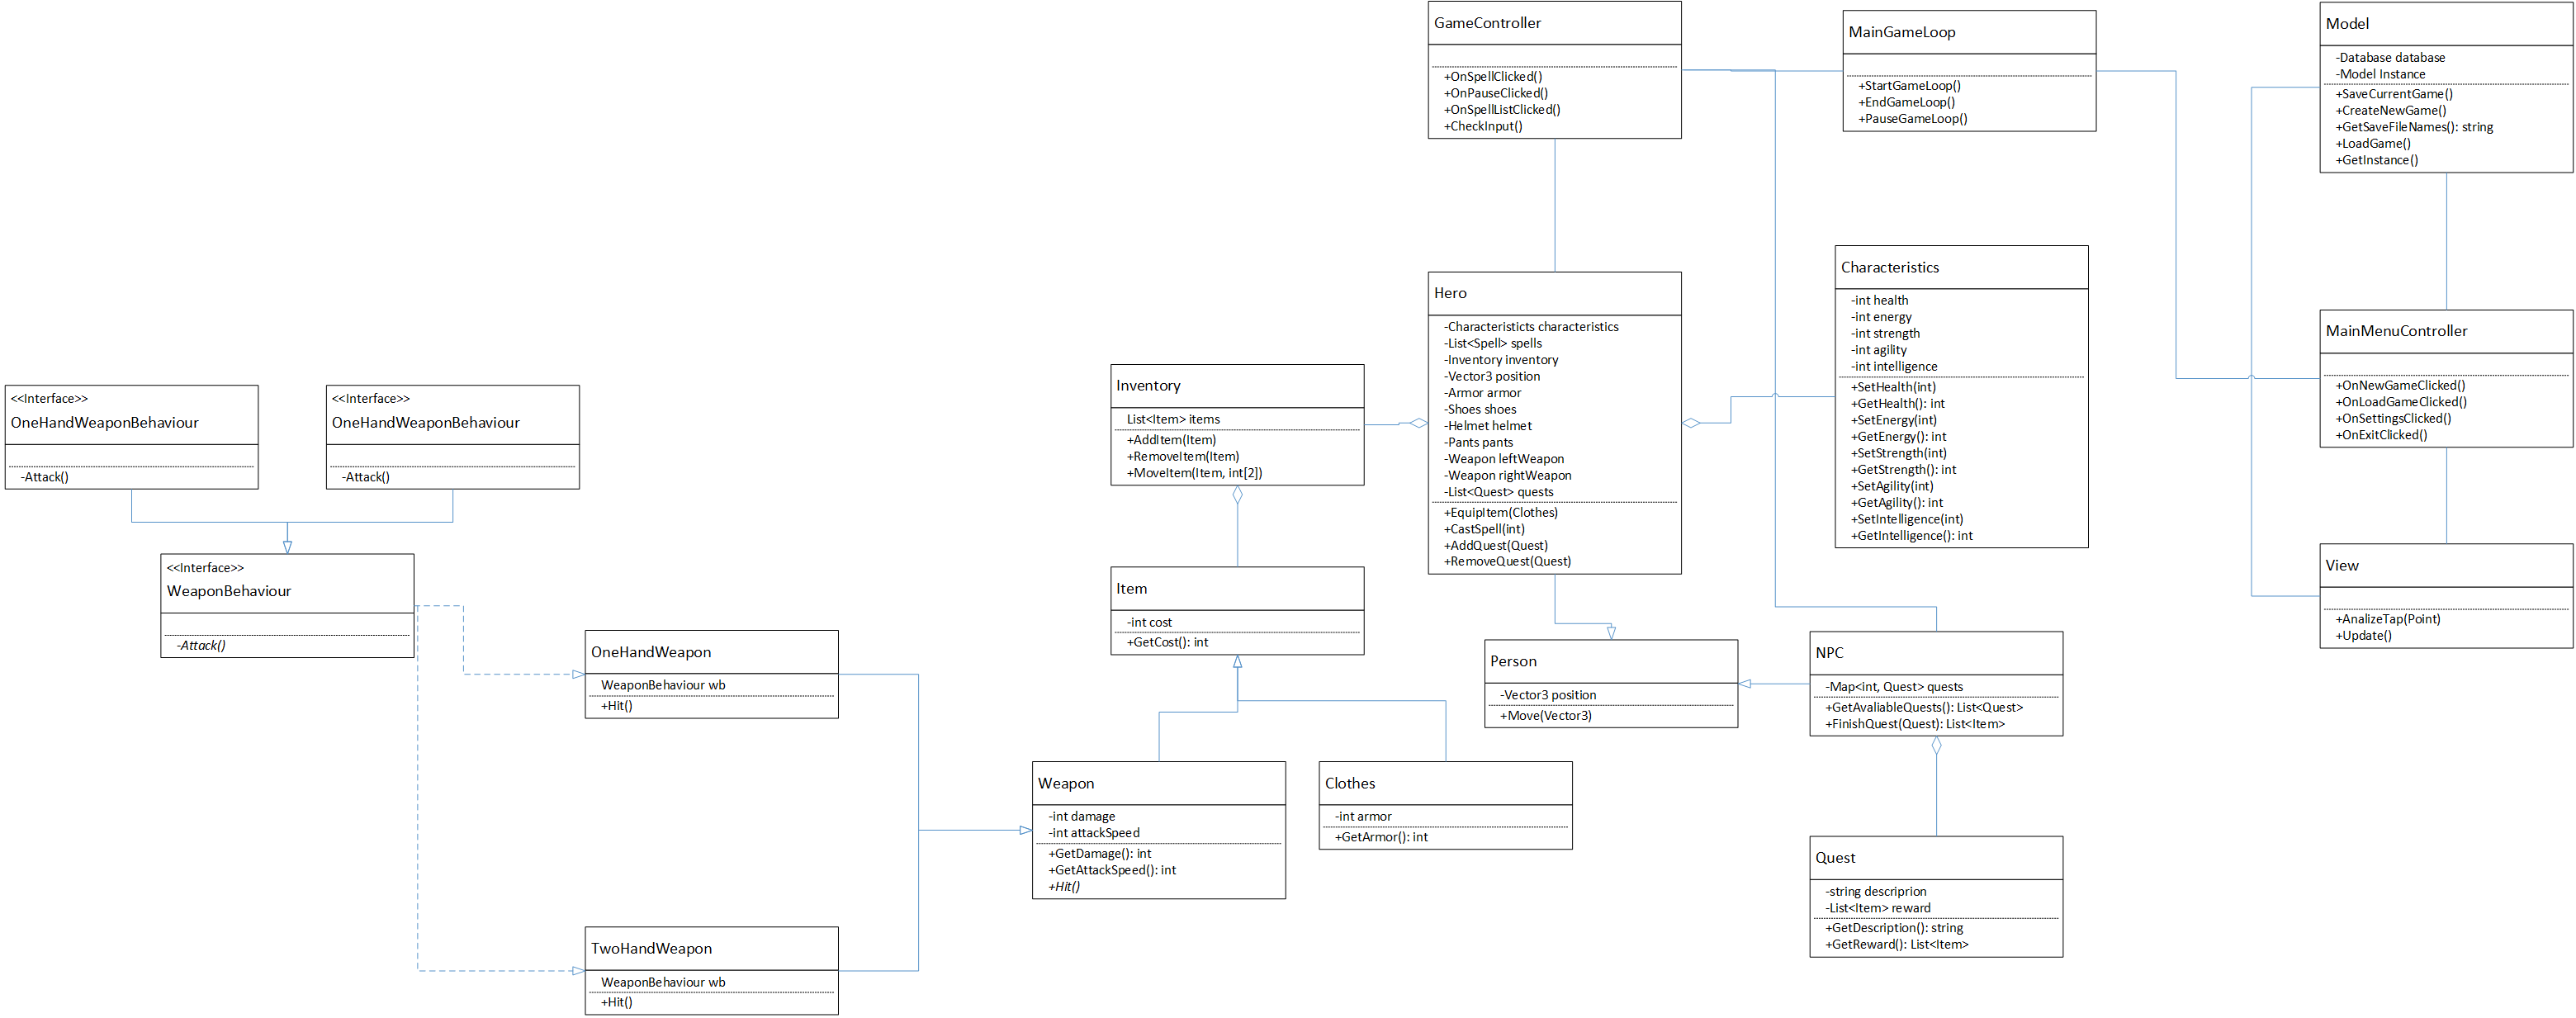 GameController
+OnSpellClicked()
+OnPauseClicked()
+OnSpellListClicked()
+CheckInput()
MainGameLoop
+StartGameLoop()
+EndGameLoop()
+PauseGameLoop()
Model
-Database database
-Model Instance
+SaveCurrentGame()
+CreateNewGame()
+GetSaveFileNames(): string
+LoadGame()
+GetInstance()
Hero
-Characteristicts characteristics
-List<Spell> spells
-Inventory inventory
-Vector3 position
-Armor armor
-Shoes shoes
-Helmet helmet
-Pants pants
-Weapon leftWeapon
-Weapon rightWeapon
-List<Quest> quests
+EquipItem(Clothes)
+CastSpell(int)
+AddQuest(Quest)
+RemoveQuest(Quest)
Characteristics
-int health
-int energy
-int strength
-int agility
-int intelligence
+SetHealth(int)
+GetHealth(): int
+SetEnergy(int)
+GetEnergy(): int
+SetStrength(int)
+GetStrength(): int
+SetAgility(int)
+GetAgility(): int
+SetIntelligence(int)
+GetIntelligence(): int
MainMenuController
+OnNewGameClicked()
+OnLoadGameClicked()
+OnSettingsClicked()
+OnExitClicked()
Inventory
List<Item> items
+AddItem(Item)
+RemoveItem(Item)
+MoveItem(Item, int[2])
<<Interface>>
OneHandWeaponBehaviour
-Attack()
<<Interface>>
OneHandWeaponBehaviour
-Attack()
<<Interface>>
WeaponBehaviour
-Attack()
Item
-int cost
+GetCost(): int
View
+AnalizeTap(Point)
+Update()
OneHandWeapon
WeaponBehaviour wb
+Hit()
Person
-Vector3 position
+Move(Vector3)
NPC
-Map<int, Quest> quests
+GetAvaliableQuests(): List<Quest>
+FinishQuest(Quest): List<Item>
Weapon
-int damage
-int attackSpeed
+GetDamage(): int
+GetAttackSpeed(): int
+Hit()
Clothes
-int armor
+GetArmor(): int
Quest
-string descriprion
-List<Item> reward
+GetDescription(): string
+GetReward(): List<Item>
TwoHandWeapon
WeaponBehaviour wb
+Hit()